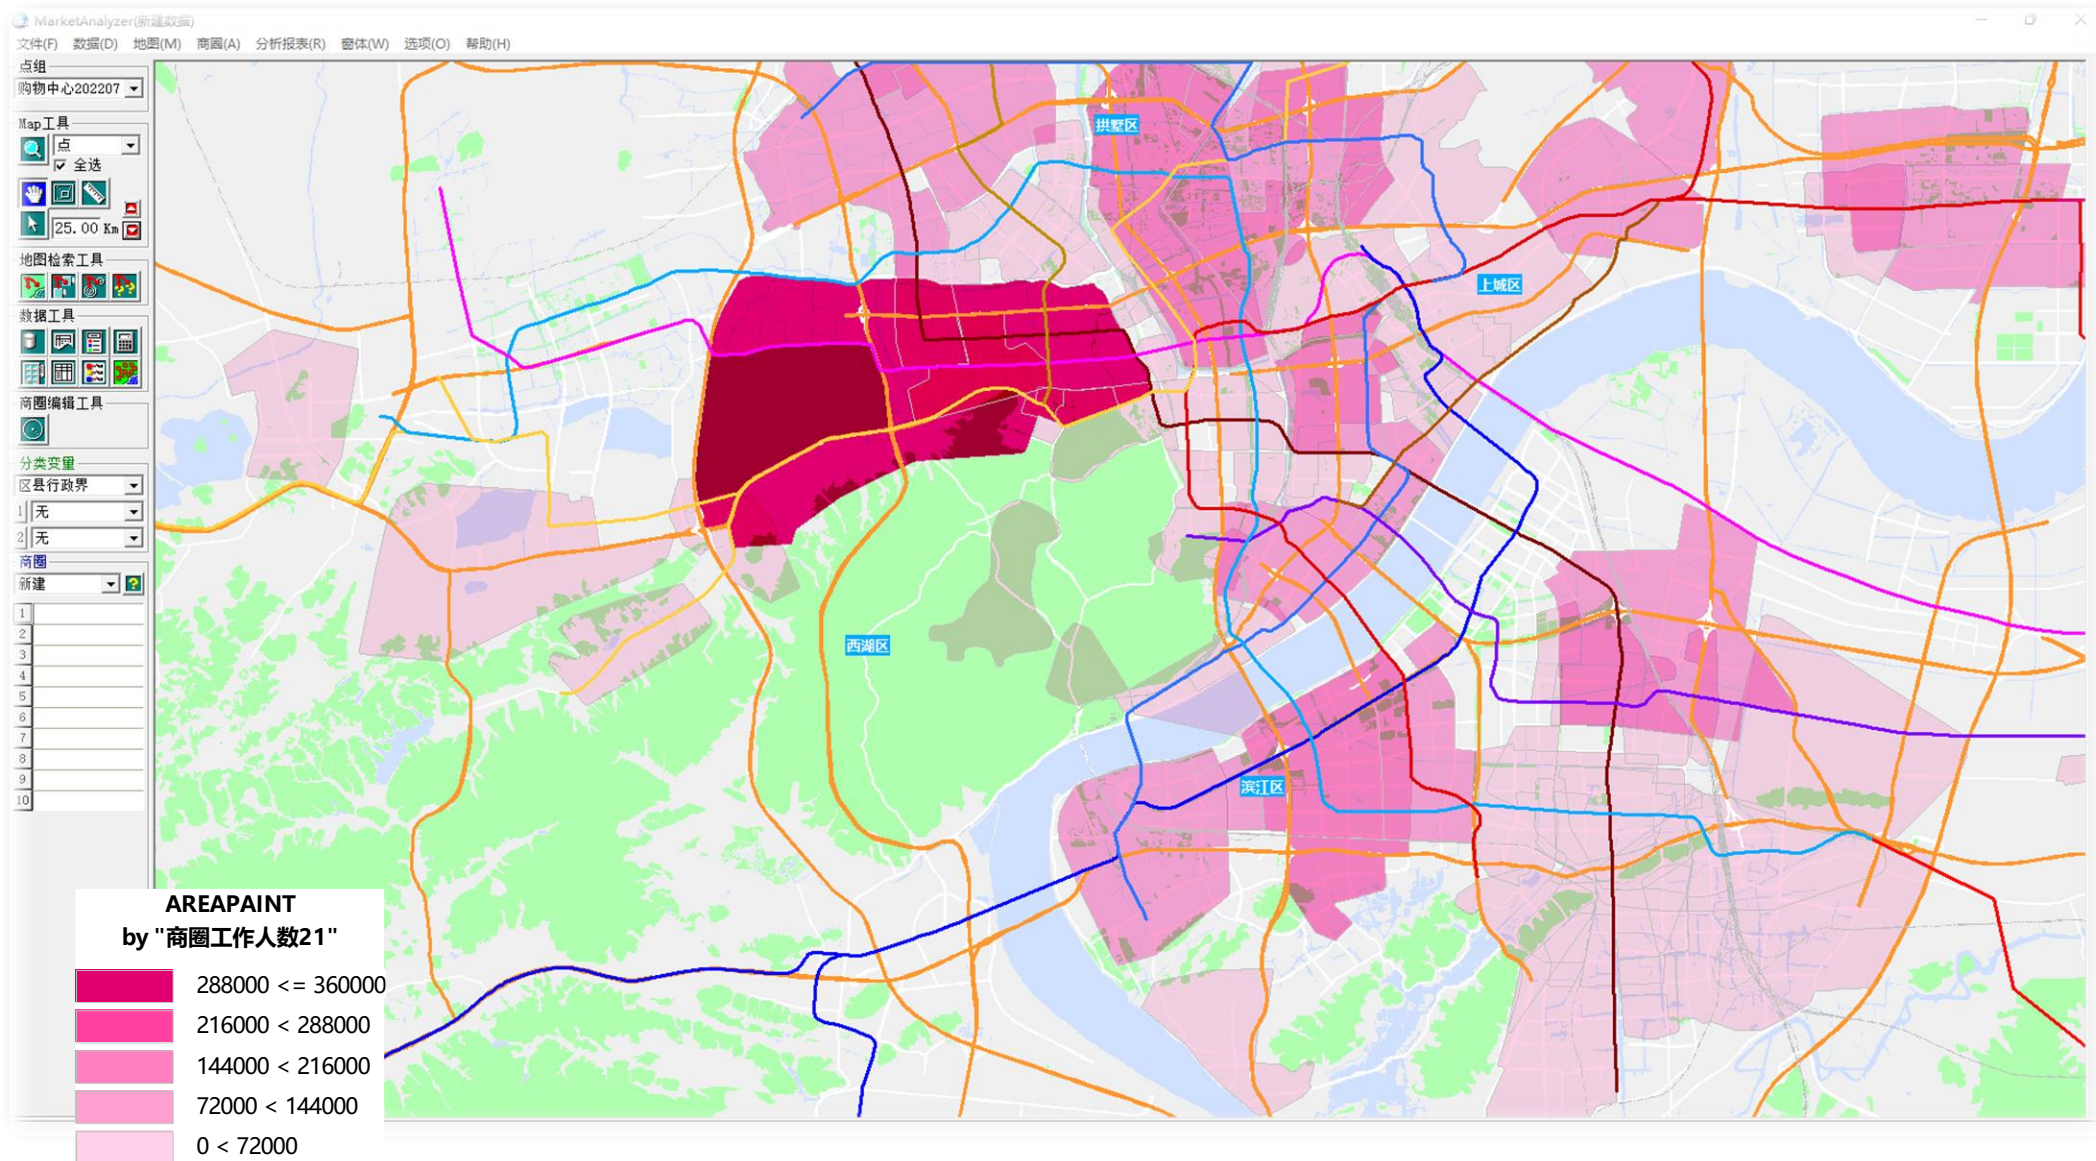 MarketAnalyzer(新建数据)
文件(F) 数据(D) 地图(M) 商圈(A) 分析报表(R) 窗体(W) 选项(O) 帮助(H)
点组
购物中心202207
Map工具
点
全选
25.00 Km
地图检索工具
数据工具
商圈编辑工具
分类变量
区县行政界
1 无
2 无
商圈
新建
1
2
3
4
5
6
7
8
9
10
拱墅区
上城区
西湖区
滨江区
AREAPAINT
by "商圈工作人数21"
288000 <= 360000
216000 < 288000
144000 < 216000
72000 < 144000
0 < 72000